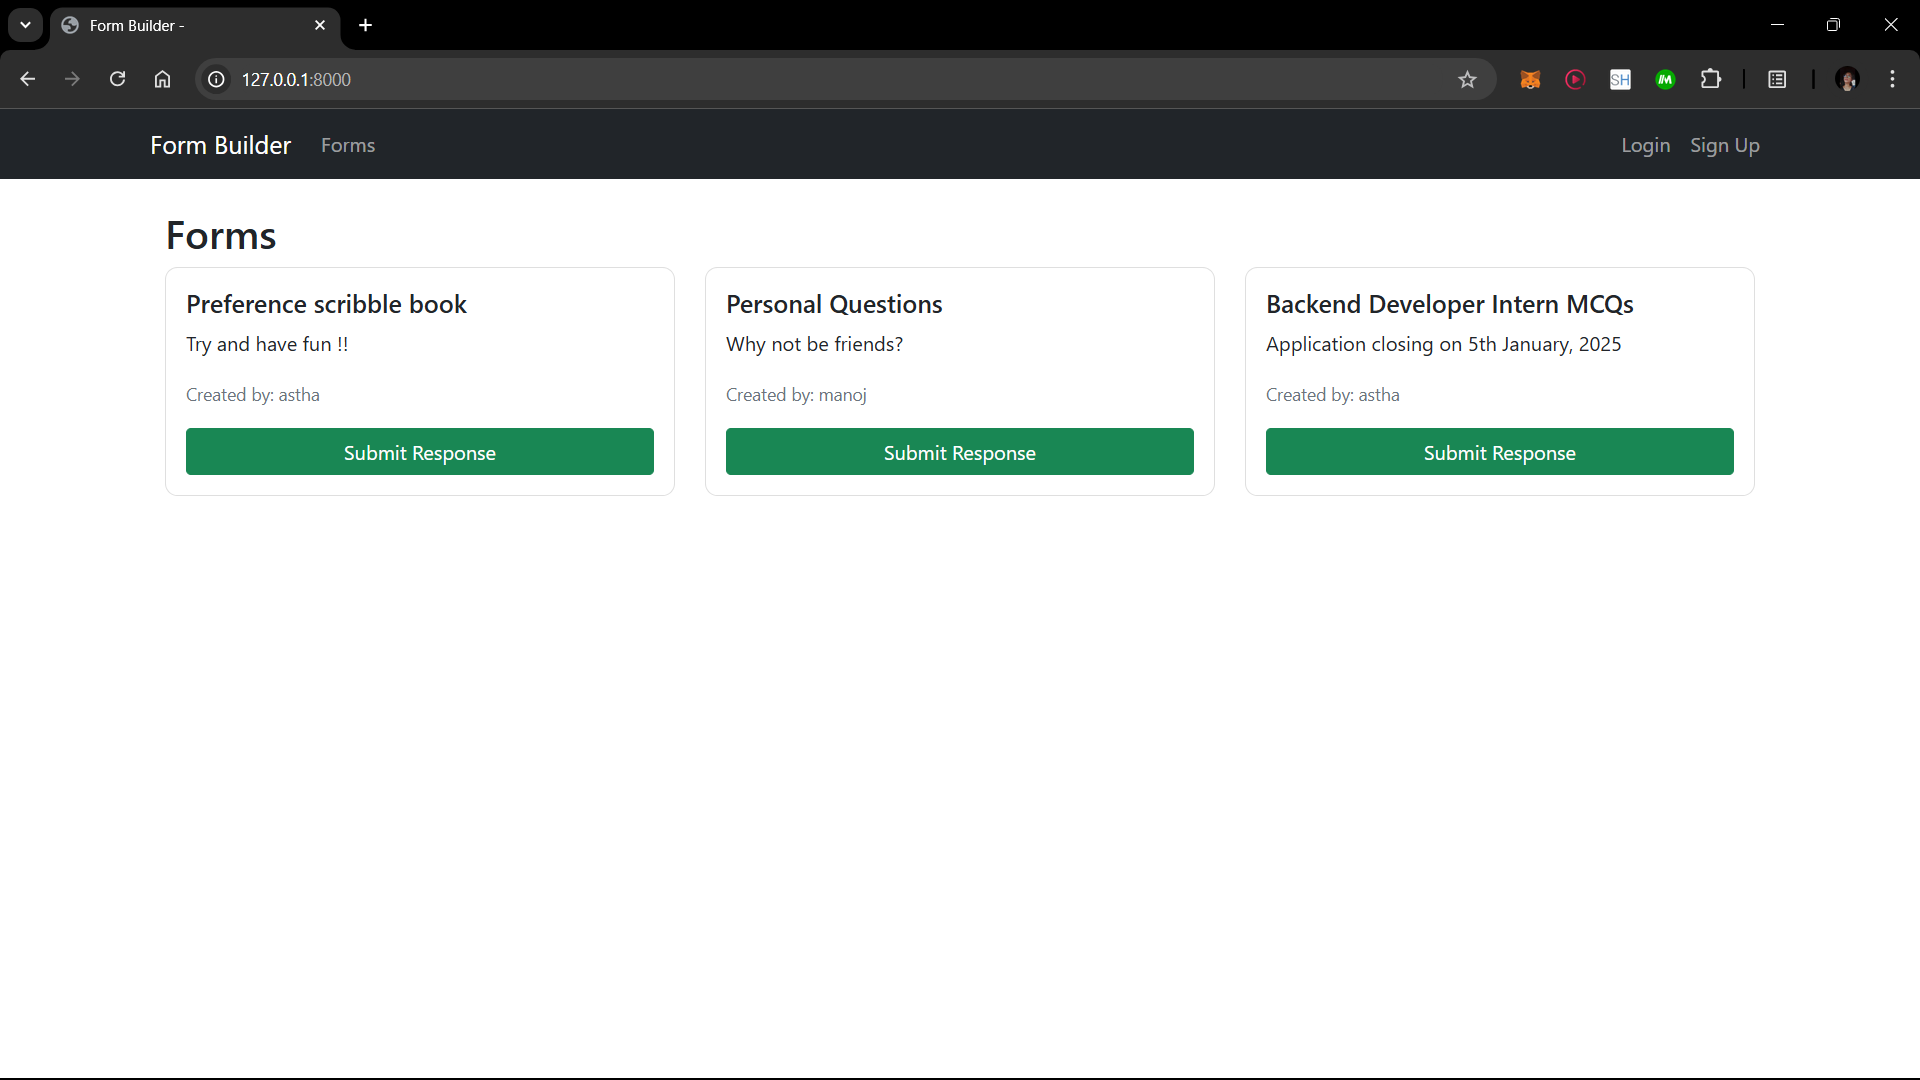 Form Builder -
127.0.0.1:8000
SH
Form Builder
Forms
Login
Sign Up
Forms
Preference scribble book
Try and have fun !!
Created by: astha
Submit Response
Personal Questions
Why not be friends?
Created by: manoj
Submit Response
Backend Developer Intern MCQs
Application closing on 5th January, 2025
Created by: astha
Submit Response